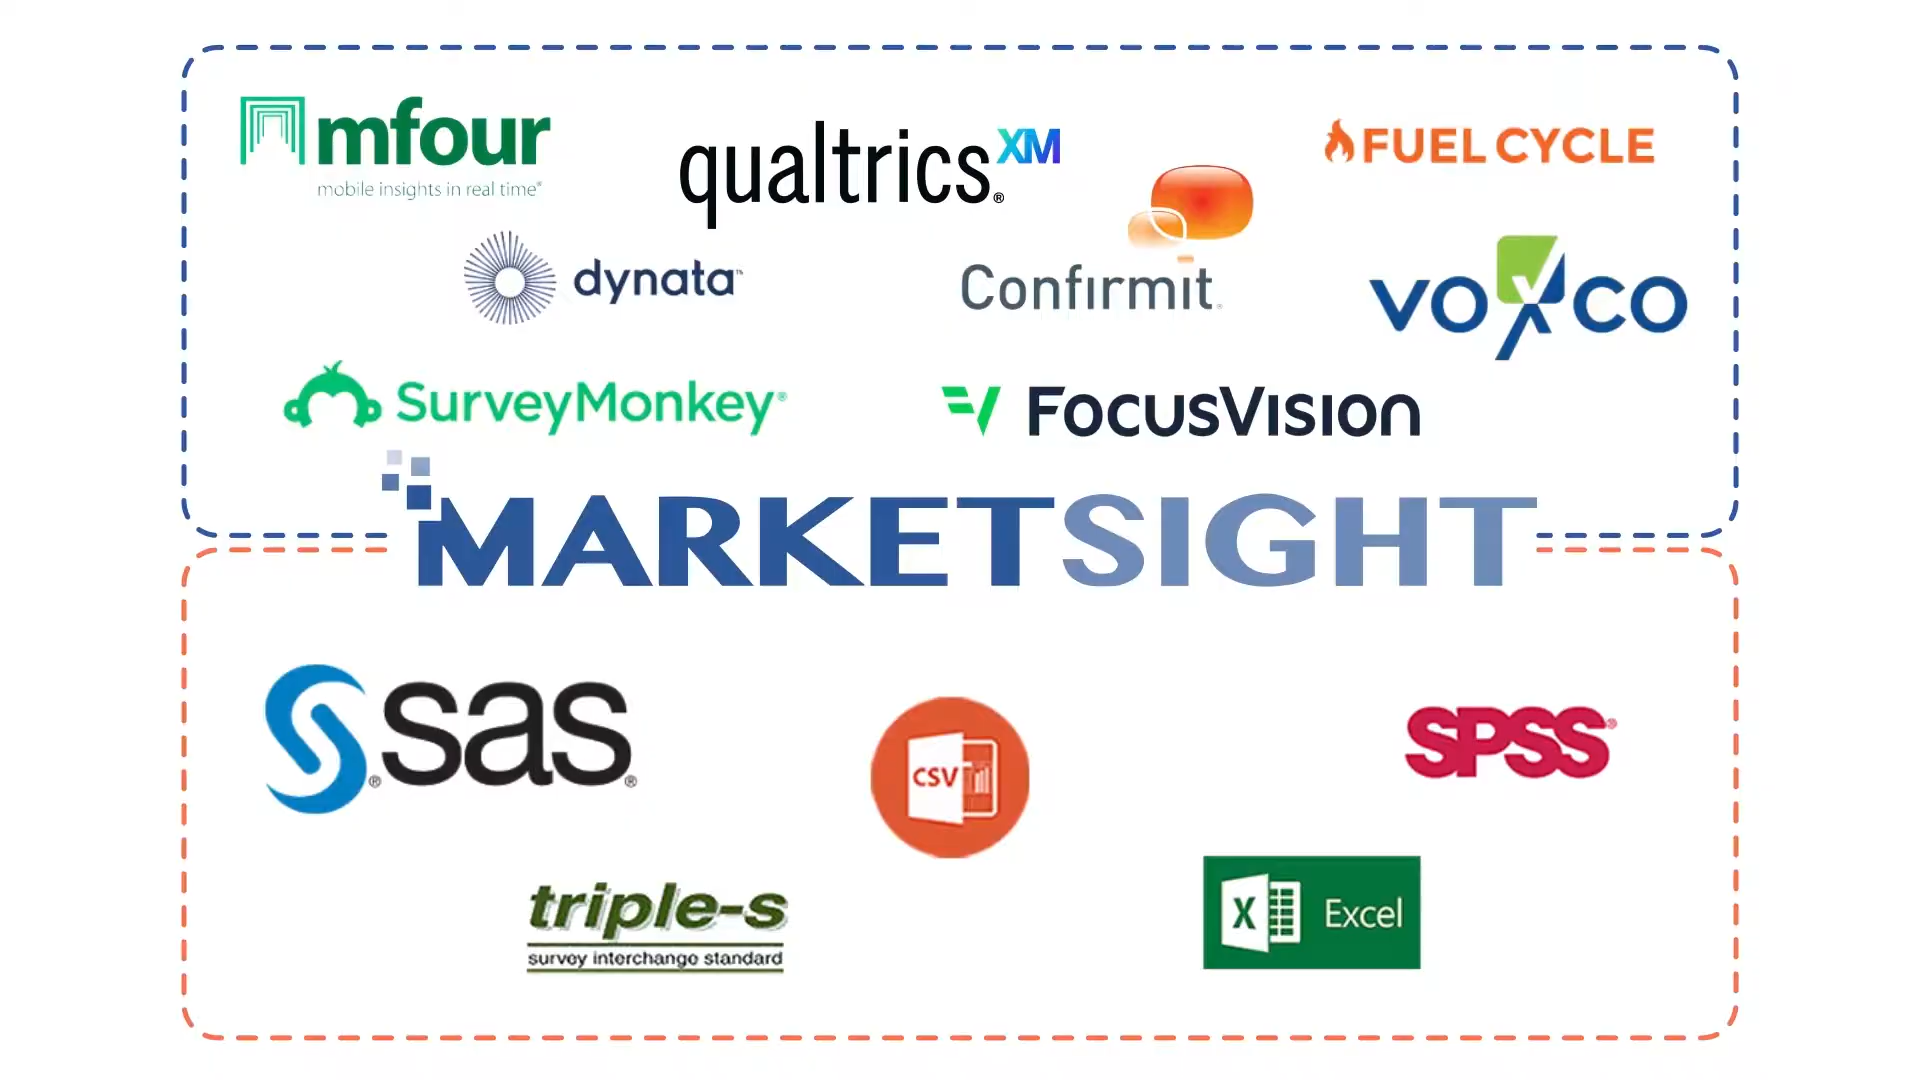 mfour
mobile insights in real time®
qualtrics.® XM
FUEL CYCLE
dynata™
Confirmit®
VOXCO
SurveyMonkey®
FocusVision
MARKETSIGHT
sas®
CSV
SPSS®
triple-s
survey interchange standard
X Excel